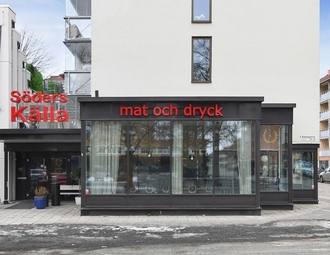 Söders
Källa
mat och dryck